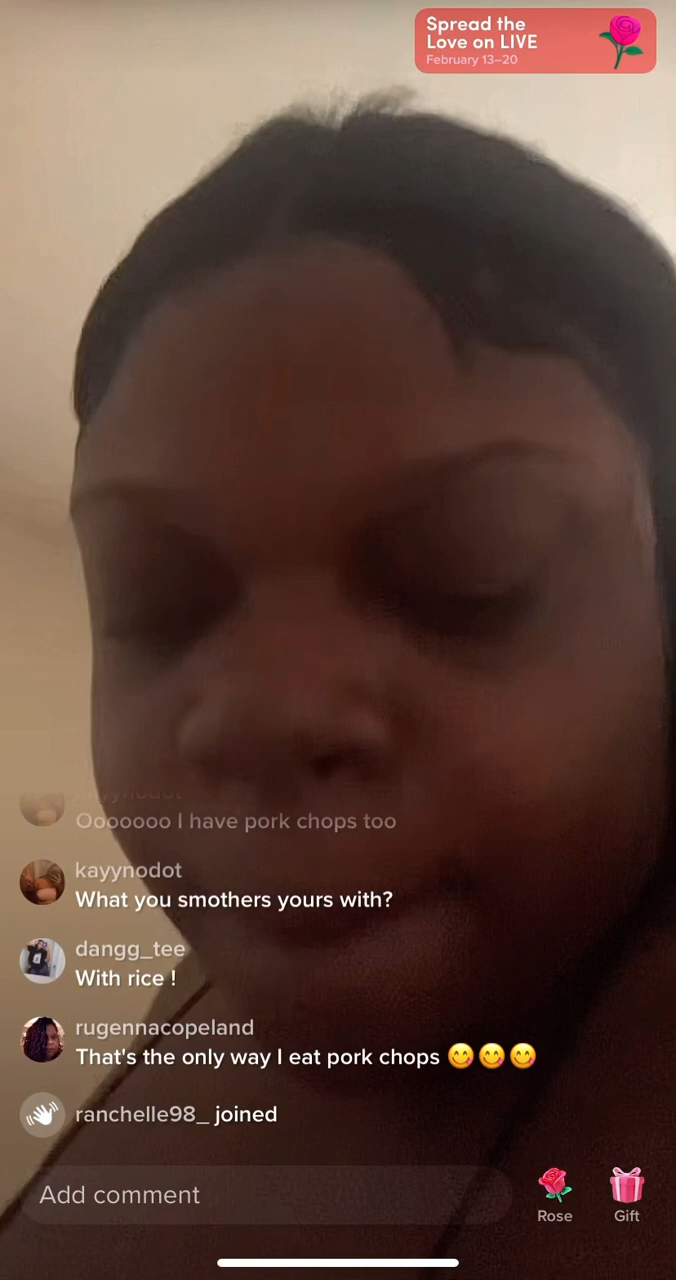 Spread the
Love on LIVE
February 13–20
Ooooooo I have pork chops too
kayynodot
What you smothers yours with?
dangg_tee
With rice !
rugennacopeland
That's the only way I eat pork chops 😋😋😋
ranchelle98_ joined
Add comment
Rose
Gift